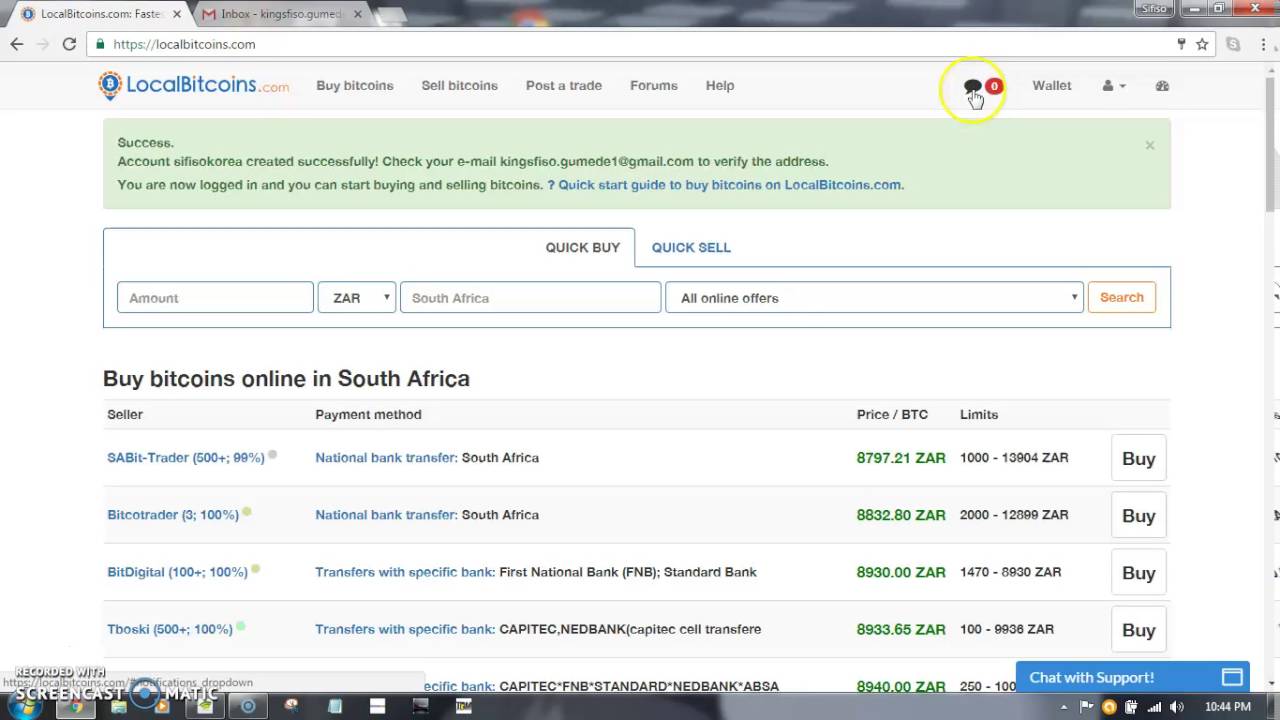 LocalBitcoins.com: Fastes
Inbox - kingsfiso.gumede
Sifiso
https://localbitcoins.com
LocalBitcoins.com
Buy bitcoins
Sell bitcoins
Post a trade
Forums
Help
0
Wallet
Success.
Account sifisokorea created successfully! Check your e-mail kingsfiso.gumede1@gmail.com to verify the address.
You are now logged in and you can start buying and selling bitcoins. ? Quick start guide to buy bitcoins on LocalBitcoins.com.
×
QUICK BUY
QUICK SELL
Amount
ZAR
South Africa
All online offers
Search
Buy bitcoins online in South Africa
Seller Payment method Price / BTC Limits
SABit-Trader (500+; 99%) National bank transfer: South Africa 8797.21 ZAR 1000 - 13904 ZAR Buy
Bitcotrader (3; 100%) National bank transfer: South Africa 8832.80 ZAR 2000 - 12899 ZAR Buy
BitDigital (100+; 100%) Transfers with specific bank: First National Bank (FNB); Standard Bank 8930.00 ZAR 1470 - 8930 ZAR Buy
Tboski (500+; 100%) Transfers with specific bank: CAPITEC,NEDBANK(capitec cell transfere 8933.65 ZAR 100 - 9936 ZAR Buy
ecific bank: CAPITEC*FNB*STANDARD*NEDBANK*ABSA 8940.00 ZAR 250 - 100
Chat with Support!
https://localbitcoins.com/#notifications_dropdown
RECORDED WITH
SCREENCAST MATIC
10:44 PM